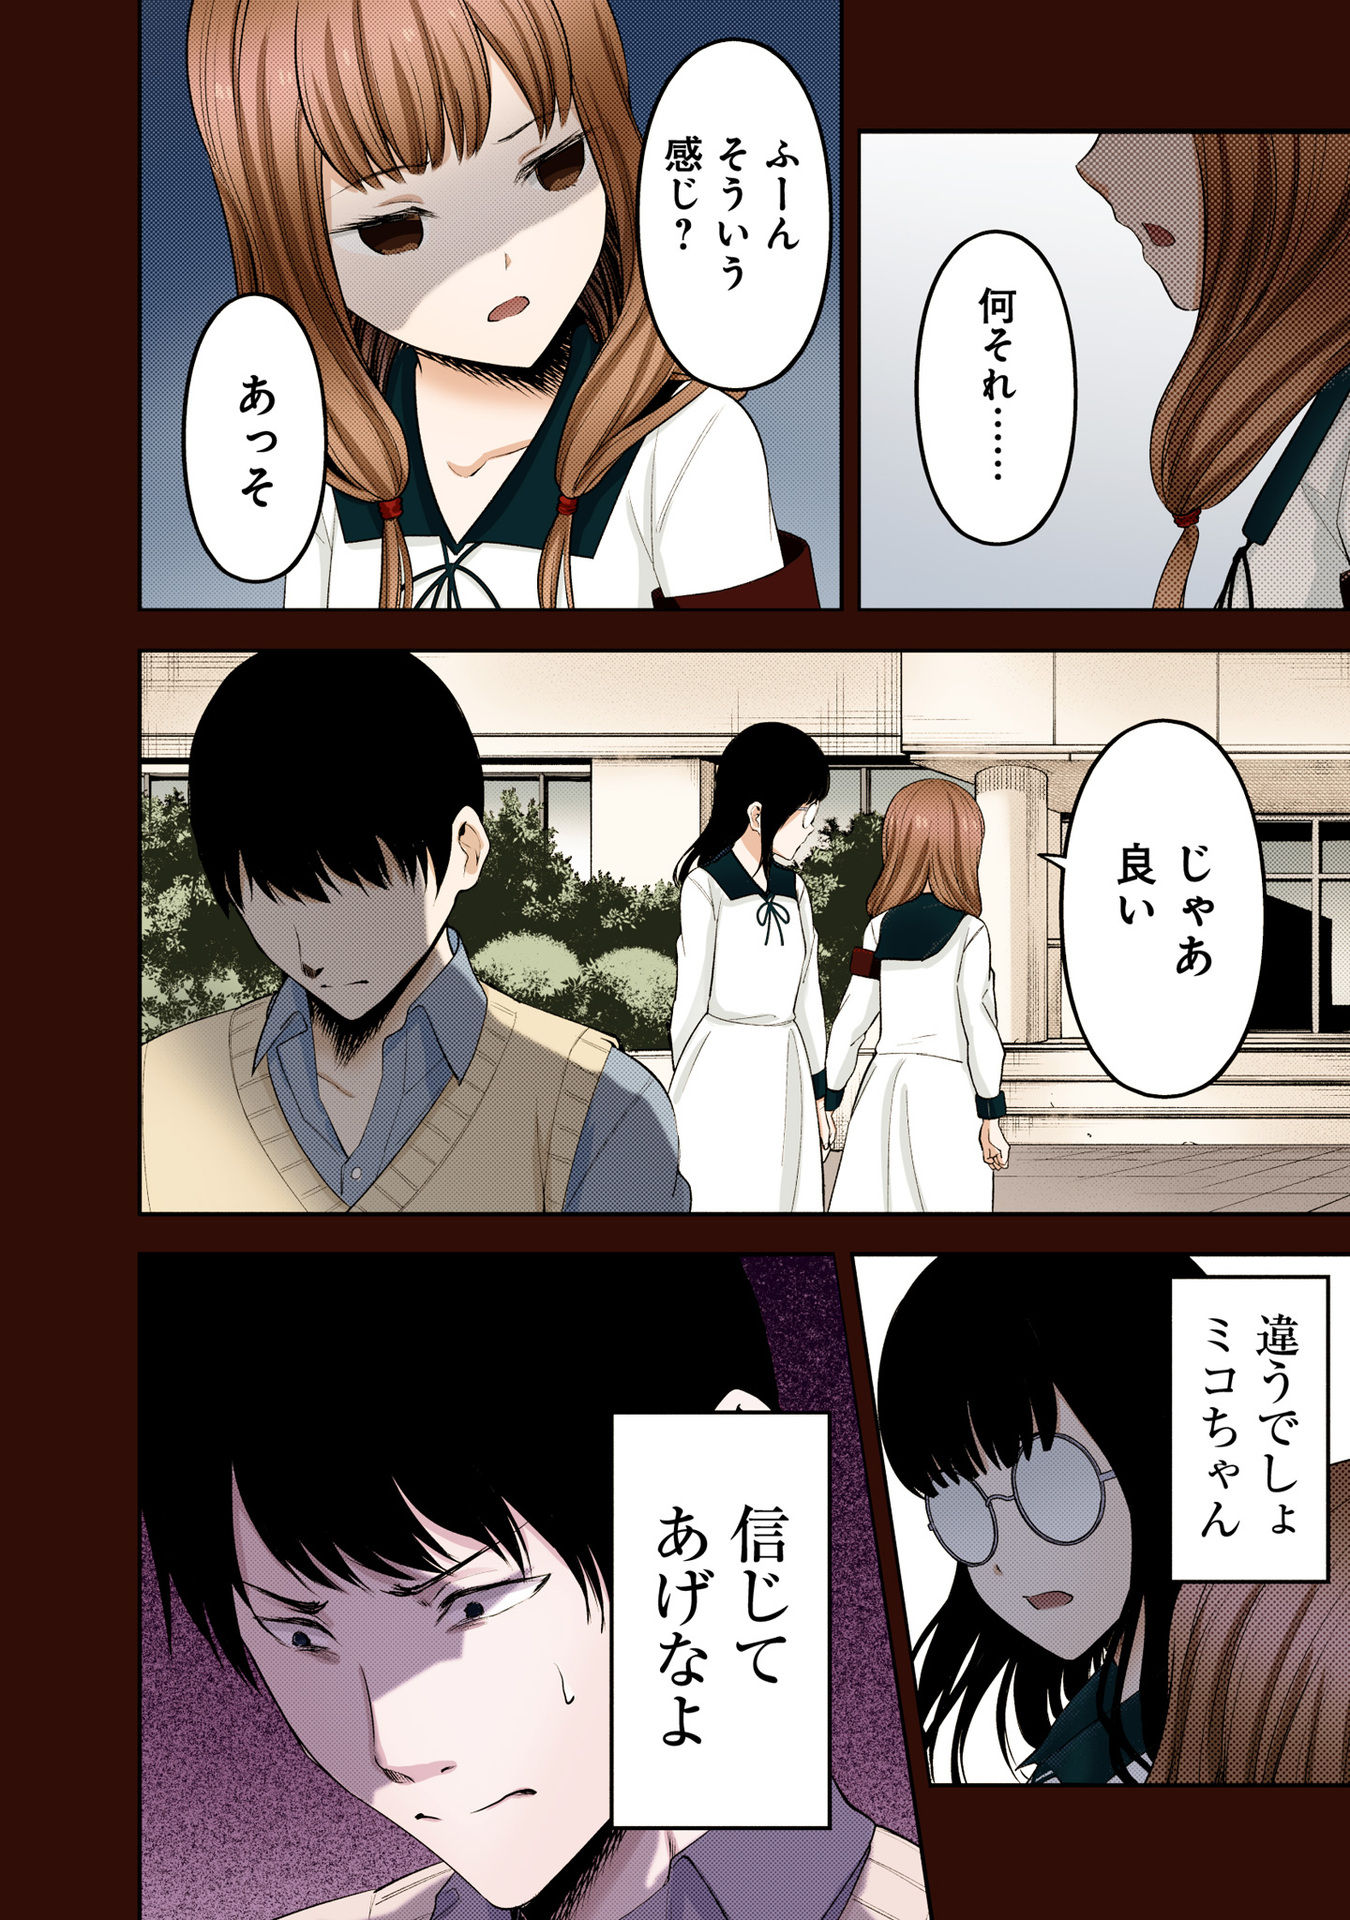 何それ……
ふーん
そういう
感じ？
あっそ
じゃあ
良い
違うでしょ
ミコちゃん
信じて
あげなよ